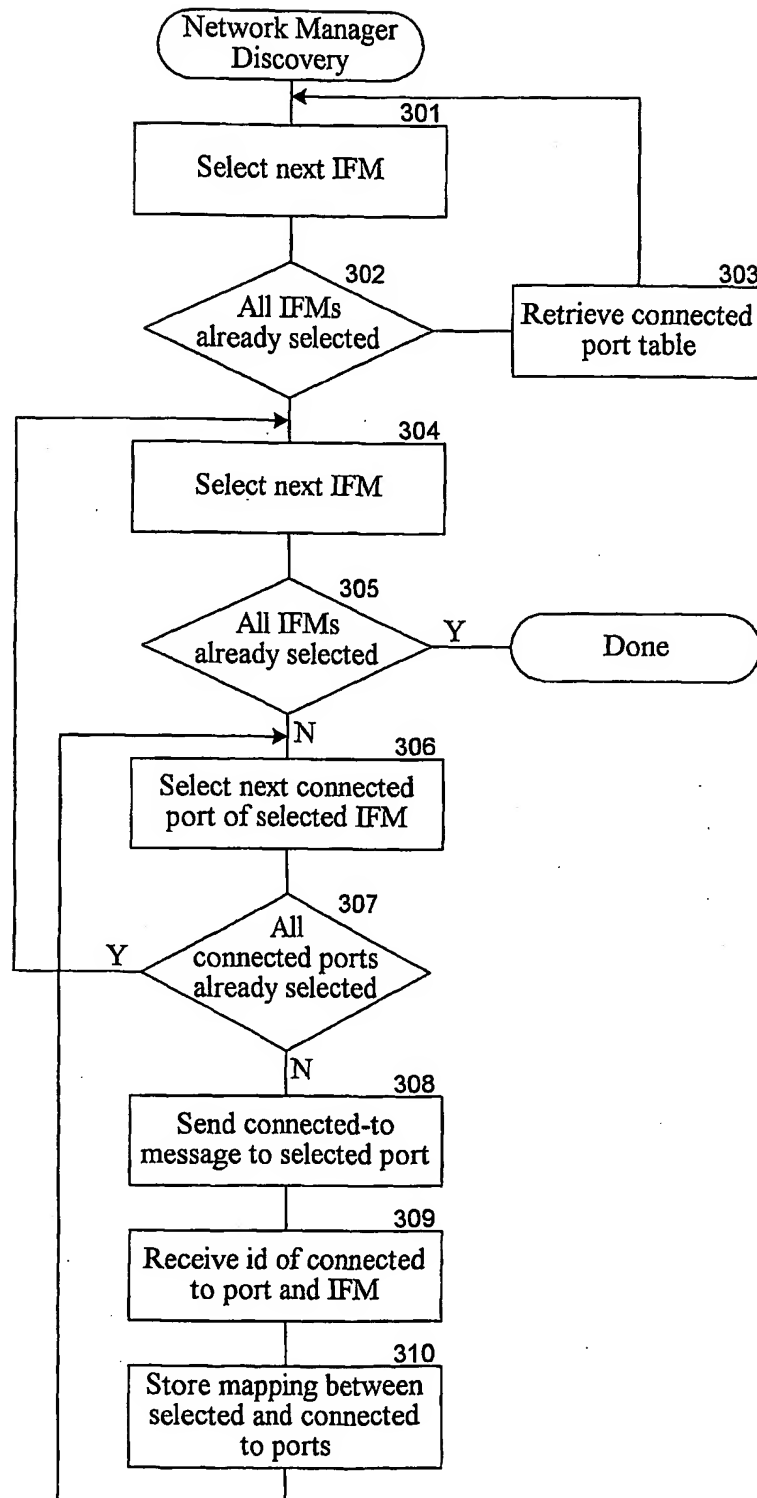 Network Manager
Discovery
301
Select next IFM
302
All IFMs
already selected
303
Retrieve connected
port table
304
Select next IFM
305
All IFMs
already selected
Y
Done
N
306
Select next connected
port of selected IFM
307
All
connected ports
already selected
Y
N
308
Send connected-to
message to selected port
309
Receive id of connected
to port and IFM
310
Store mapping between
selected and connected
to ports